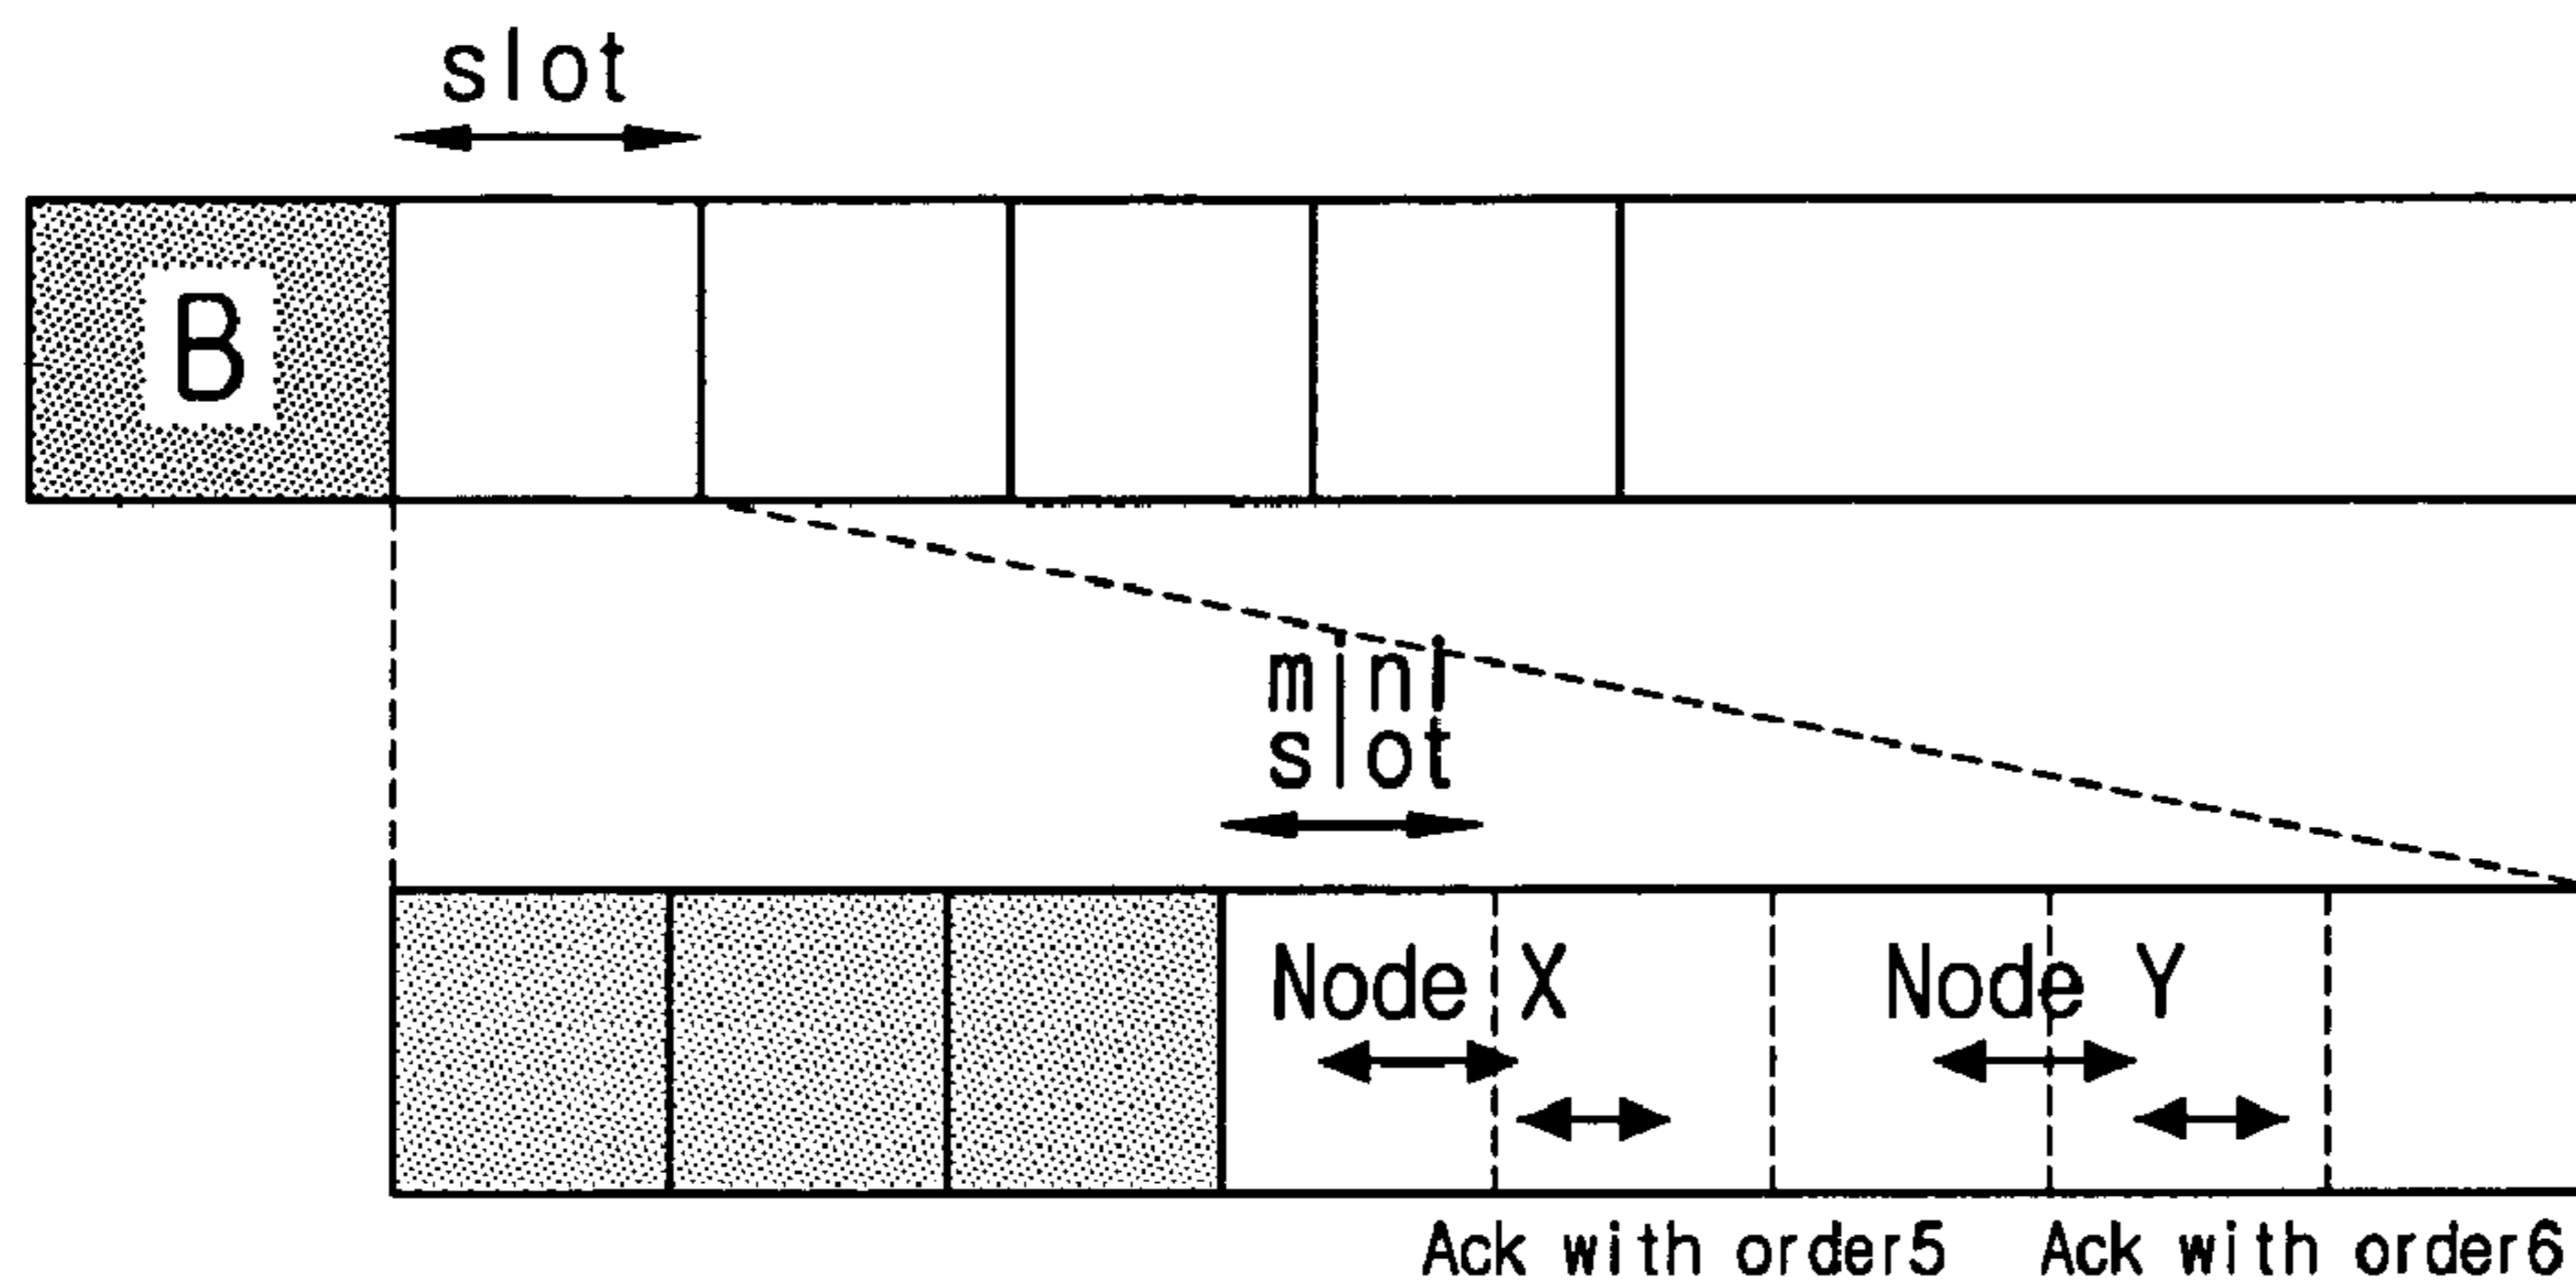 slot
B
mini
slot
Node X
Node Y
Ack with order5
Ack with order6